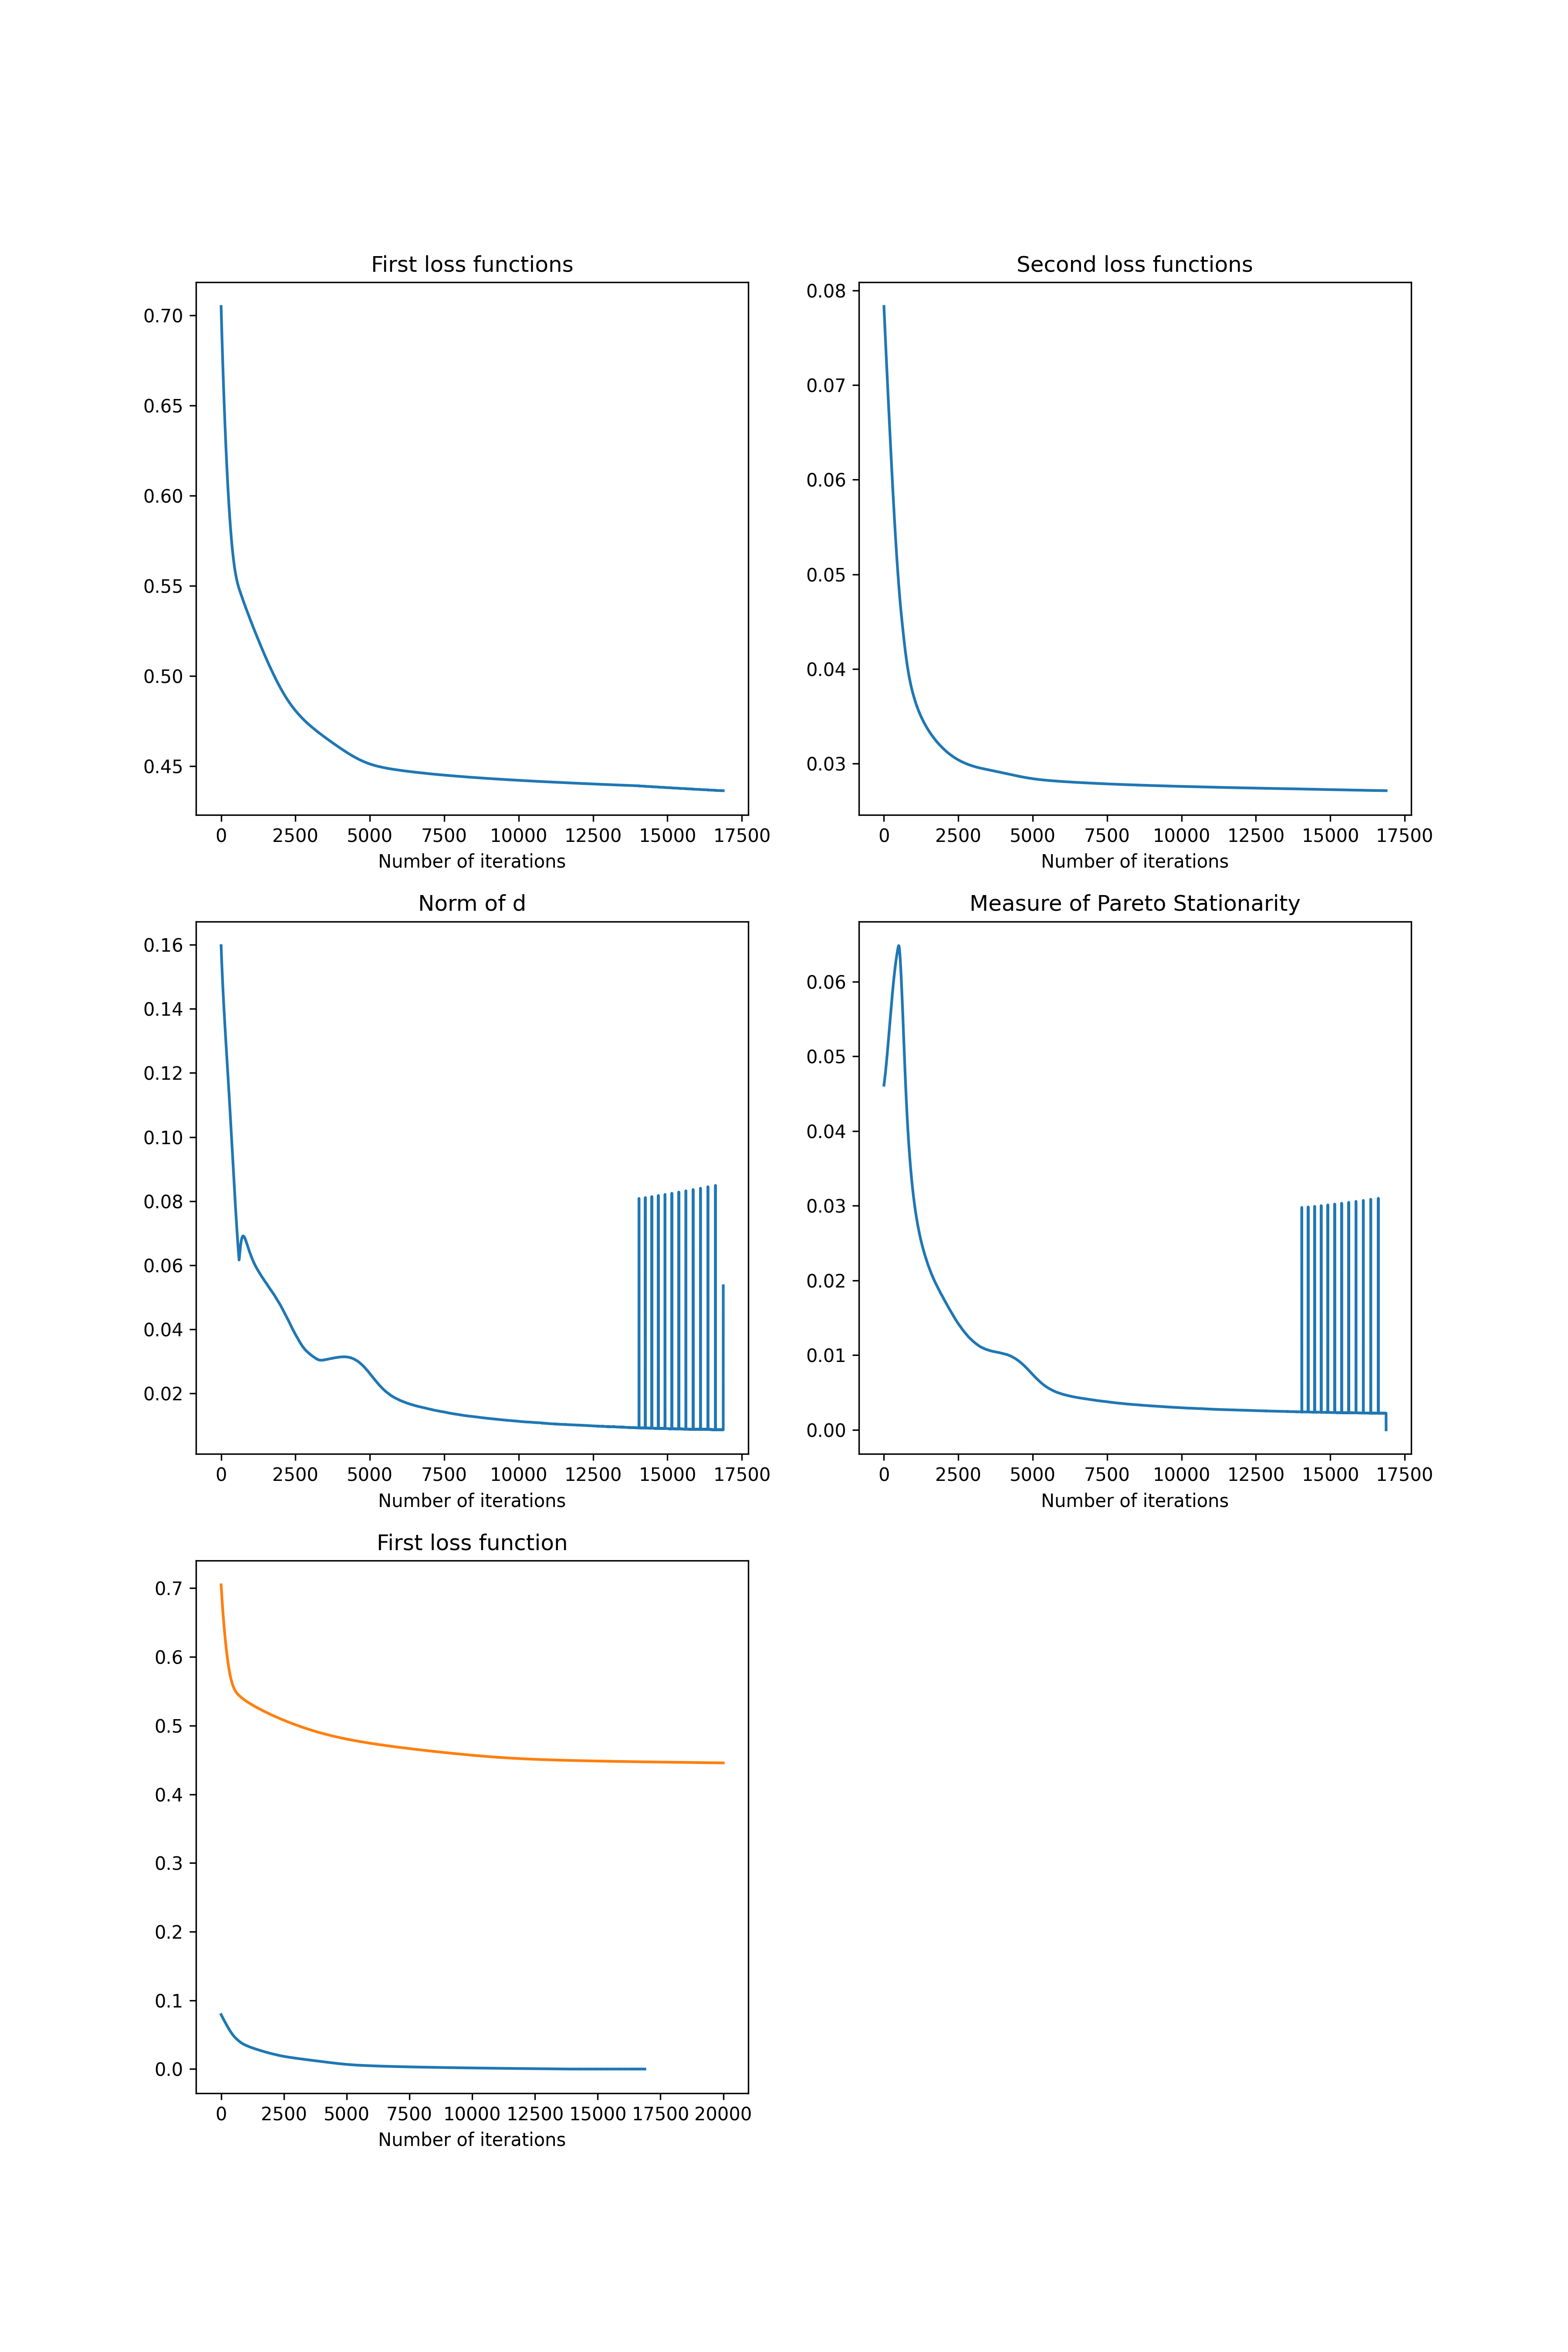 First loss functions
0.70
0.65
0.60
0.55
0.50
0.45
0 2500 5000 7500 10000 12500 15000 17500
Number of iterations
Second loss functions
0.08
0.07
0.06
0.05
0.04
0.03
0 2500 5000 7500 10000 12500 15000 17500
Number of iterations
Norm of d
0.16
0.14
0.12
0.10
0.08
0.06
0.04
0.02
0 2500 5000 7500 10000 12500 15000 17500
Number of iterations
Measure of Pareto Stationarity
0.06
0.05
0.04
0.03
0.02
0.01
0.00
0 2500 5000 7500 10000 12500 15000 17500
Number of iterations
First loss function
0.7
0.6
0.5
0.4
0.3
0.2
0.1
0.0
0 2500 5000 7500 10000 12500 15000 17500 20000
Number of iterations